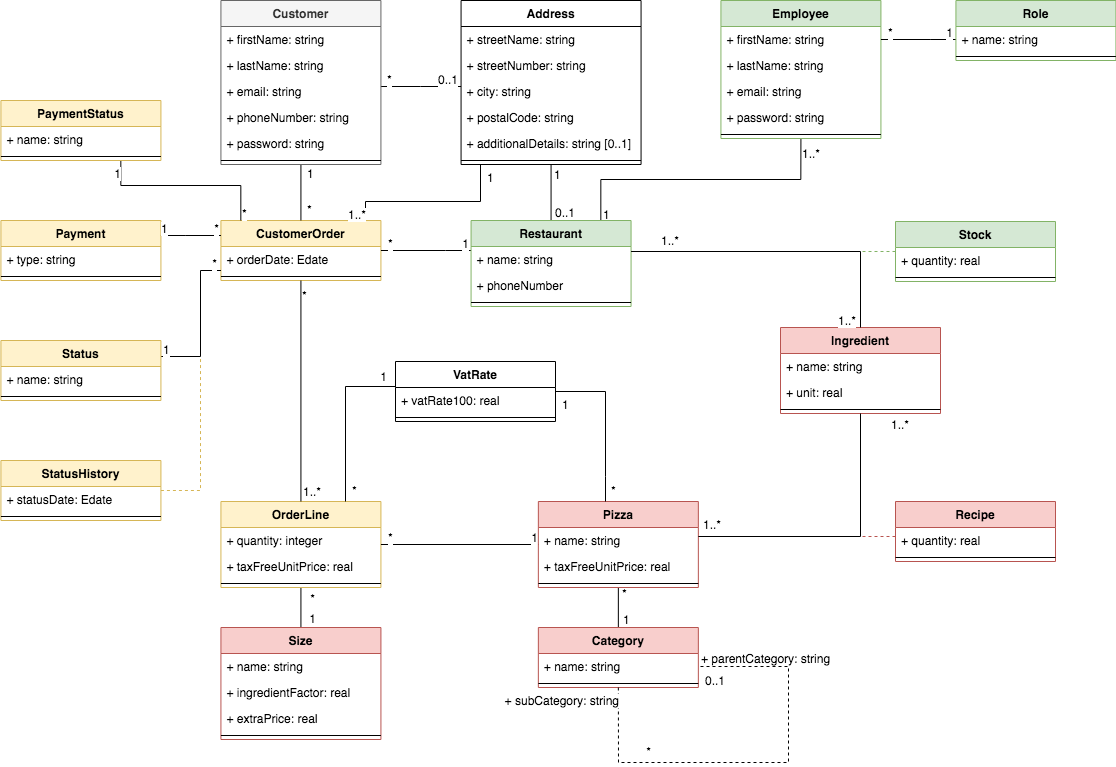 Customer
+ firstName: string
+ lastName: string
+ email: string
+ phoneNumber: string
+ password: string
Address
+ streetName: string
+ streetNumber: string
+ city: string
+ postalCode: string
+ additionalDetails: string [0..1]
Employee
+ firstName: string
+ lastName: string
+ email: string
+ password: string
Role
+ name: string
* 1
* 0..1
PaymentStatus
+ name: string
1
*
1
*
1
1..*
1
0..1
1..*
1
Payment
+ type: string
1 *
CustomerOrder
+ orderDate: Edate
* 1
Restaurant
+ name: string
+ phoneNumber
1..*
1..*
Stock
+ quantity: real
*
1
Status
+ name: string
*
1..*
Ingredient
+ name: string
+ unit: real
1..*
VatRate
+ vatRate100: real
1
*
1
*
StatusHistory
+ statusDate: Edate
OrderLine
+ quantity: integer
+ taxFreeUnitPrice: real
* 1
Pizza
+ name: string
+ taxFreeUnitPrice: real
1..*
Recipe
+ quantity: real
*
1
*
1
Size
+ name: string
+ ingredientFactor: real
+ extraPrice: real
Category
+ name: string
+ parentCategory: string
0..1
+ subCategory: string
*